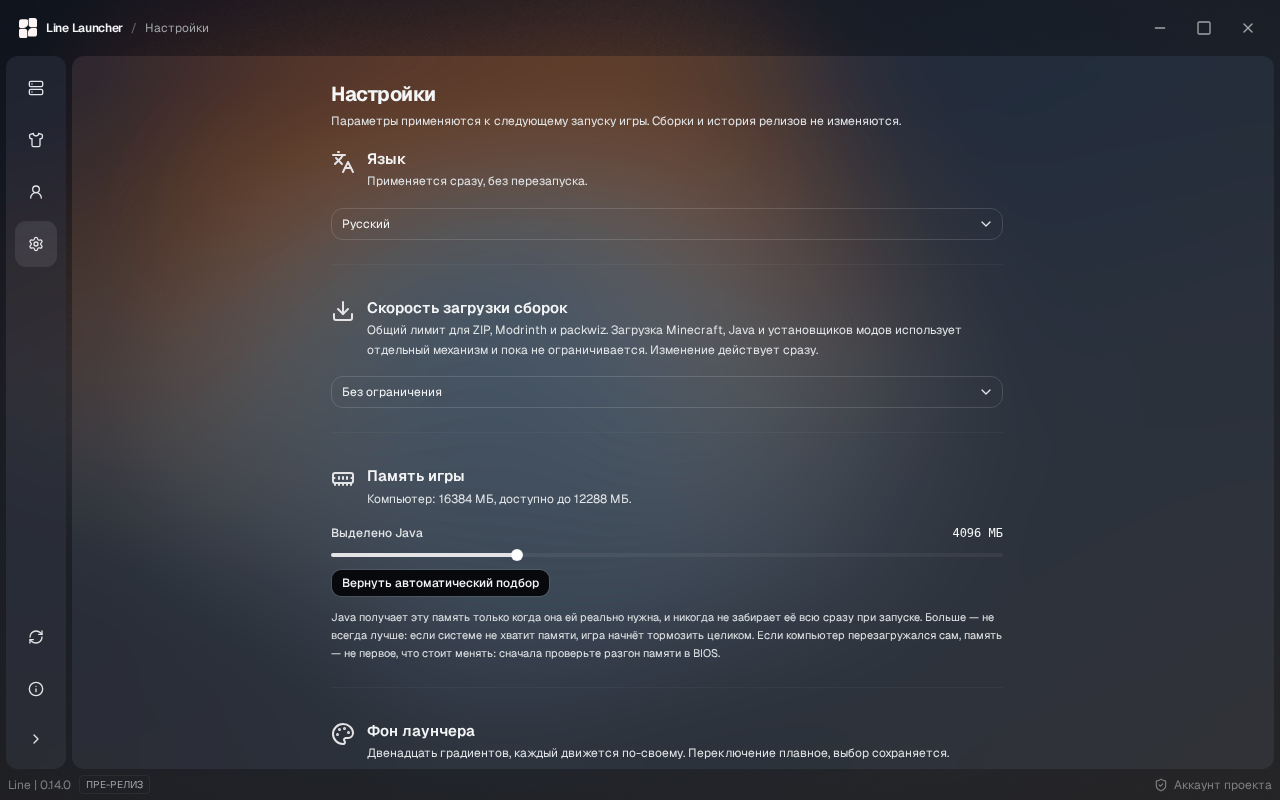 Line Launcher / Настройки
Настройки
Параметры применяются к следующему запуску игры. Сборки и история релизов не изменяются.
Язык
Применяется сразу, без перезапуска.
Русский
Скорость загрузки сборок
Общий лимит для ZIP, Modrinth и packwiz. Загрузка Minecraft, Java и установщиков модов использует
отдельный механизм и пока не ограничивается. Изменение действует сразу.
Без ограничения
Память игры
Компьютер: 16384 МБ, доступно до 12288 МБ.
Выделено Java 4096 МБ
Вернуть автоматический подбор
Java получает эту память только когда она ей реально нужна, и никогда не забирает её всю сразу при запуске. Больше — не
всегда лучше: если системе не хватит памяти, игра начнёт тормозить целиком. Если компьютер перезагружался сам, память
— не первое, что стоит менять: сначала проверьте разгон памяти в BIOS.
Фон лаунчера
Двенадцать градиентов, каждый движется по-своему. Переключение плавное, выбор сохраняется.
Line | 0.14.0 ПРЕ-РЕЛИЗ Аккаунт проекта